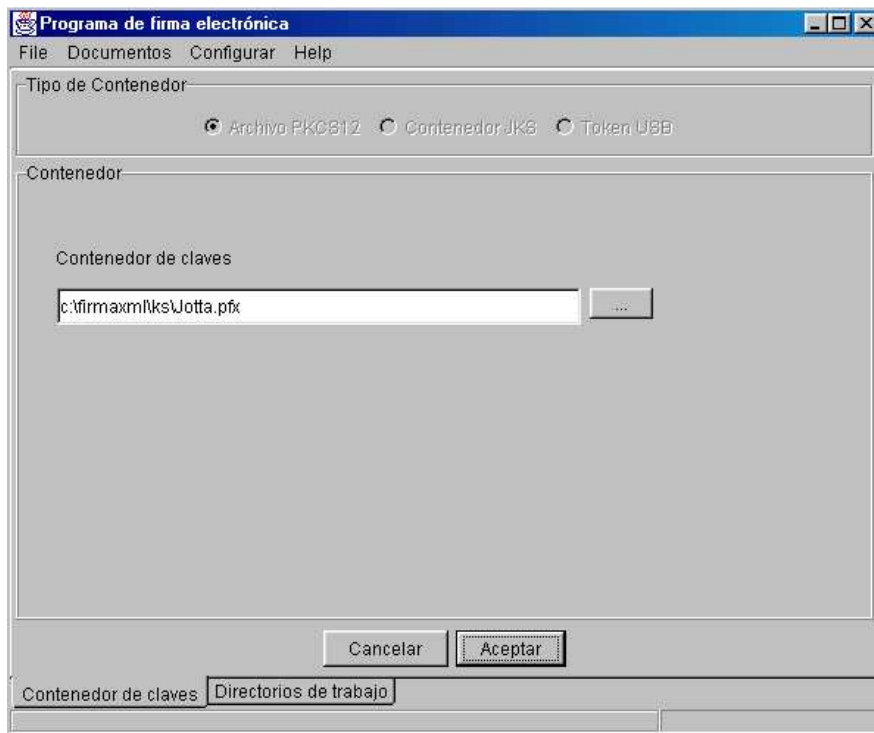 Programa de firma electrónica
File Documentos Configurar Help
Tipo de Contenedor
Archivo PKCS12 Contenedor JKS Token USB
Contenedor
Contenedor de claves
c:\firmaxml\ks\Jotta.pfx ...
Cancelar Aceptar
Contenedor de claves Directorios de trabajo